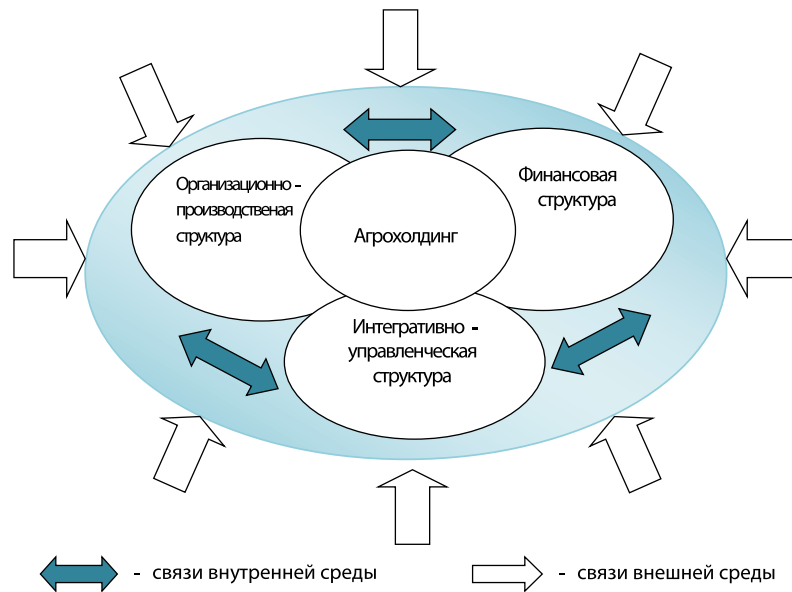 Организационно -
производственая
структура
Агрохолдинг
Финансовая
структура
Интегративно -
управленческая
структура
- связи внутренней среды
- связи внешней среды